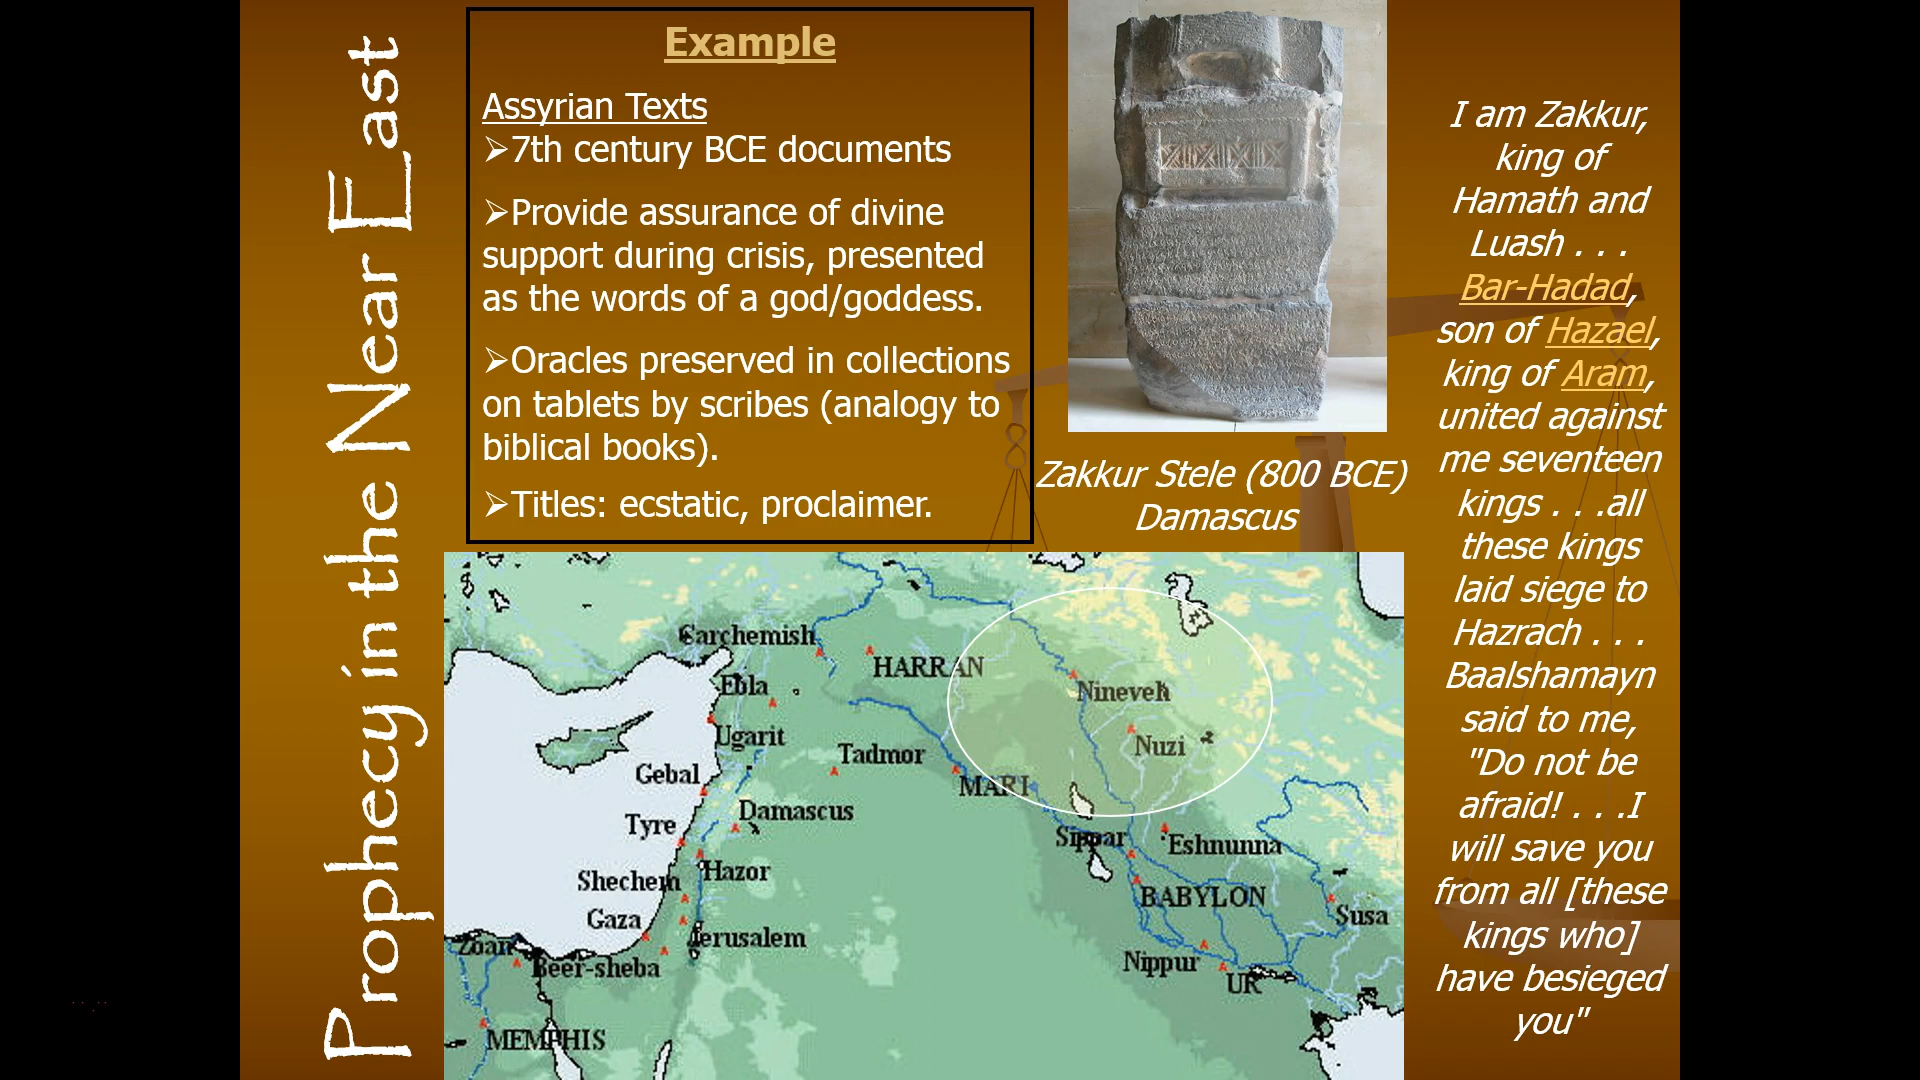 Prophecy in the Near East
Example
Assyrian Texts
➢7th century BCE documents
➢Provide assurance of divine
support during crisis, presented
as the words of a god/goddess.
➢Oracles preserved in collections
on tablets by scribes (analogy to
biblical books).
➢Titles: ecstatic, proclaimer.
Zakkur Stele (800 BCE)
Damascus
I am Zakkur,
king of
Hamath and
Luash . . .
Bar-Hadad,
son of Hazael,
king of Aram,
united against
me seventeen
kings . . .all
these kings
laid siege to
Hazrach . . .
Baalshamayn
said to me,
"Do not be
afraid! . . .I
will save you
from all [these
kings who]
have besieged
you"
Carchemish
HARRAN
Ebla
Nineveh
Ugarit
Nuzi
Tadmor
Gebal
MARI
Damascus
Tyre
Sippar
Eshnunna
Hazor
Shechem
BABYLON
Gaza
Susa
Jerusalem
Zoan
Beer-sheba
Nippur
UR
MEMPHIS